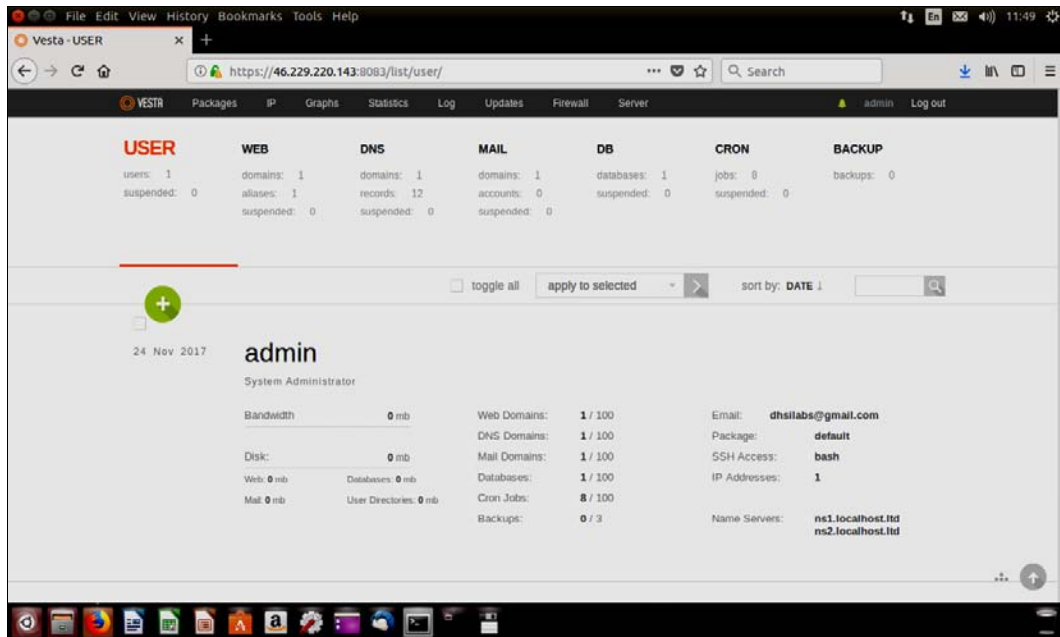 File Edit View History Bookmarks Tools Help
En 11:49
Vesta - USER
https://46.229.220.143:8083/list/user/
Search
VESTA Packages IP Graphs Statistics Log Updates Firewall Server admin Log out
USER WEB DNS MAIL DB CRON BACKUP
users: 1 domains: 1 domains: 1 domains: 1 databases: 1 jobs: 8 backups: 0
suspended: 0 aliases: 1 records: 12 accounts: 0 suspended: 0 suspended: 0
suspended: 0 suspended: 0 suspended: 0
toggle all apply to selected sort by: DATE ↓
24 Nov 2017 admin
System Administrator
Bandwidth 0 mb Web Domains: 1 / 100 Email: dhsilabs@gmail.com
DNS Domains: 1 / 100 Package: default
Disk: 0 mb Mail Domains: 1 / 100 SSH Access: bash
Web: 0 mb Databases: 0 mb Databases: 1 / 100 IP Addresses: 1
Mail: 0 mb User Directories: 0 mb Cron Jobs: 8 / 100
Backups: 0 / 3 Name Servers: ns1.localhost.ltd
ns2.localhost.ltd